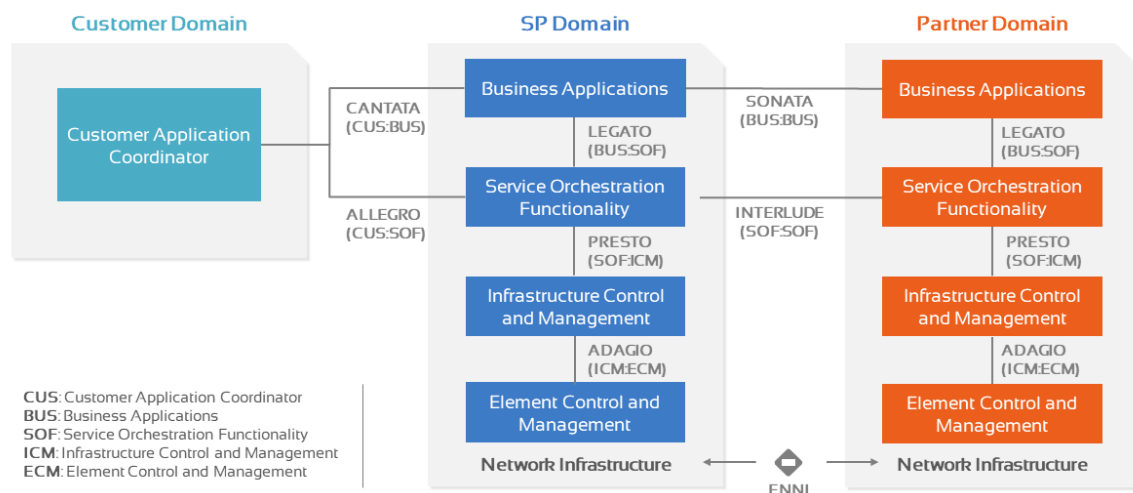 Customer Domain
SP Domain
Partner Domain
Customer Application
Coordinator
CANTATA
(CUS:BUS)
ALLEGRO
(CUS:SOF)
Business Applications
LEGATO
(BUS:SOF)
Service Orchestration
Functionality
PRESTO
(SOF:ICM)
Infrastructure Control
and Management
ADAGIO
(ICM:ECM)
Element Control and
Management
Network Infrastructure
SONATA
(BUS:BUS)
INTERLUDE
(SOF:SOF)
ENNI
Business Applications
LEGATO
(BUS:SOF)
Service Orchestration
Functionality
PRESTO
(SOF:ICM)
Infrastructure Control
and Management
ADAGIO
(ICM:ECM)
Element Control and
Management
Network Infrastructure
CUS: Customer Application Coordinator
BUS: Business Applications
SOF: Service Orchestration Functionality
ICM: Infrastructure Control and Management
ECM: Element Control and Management